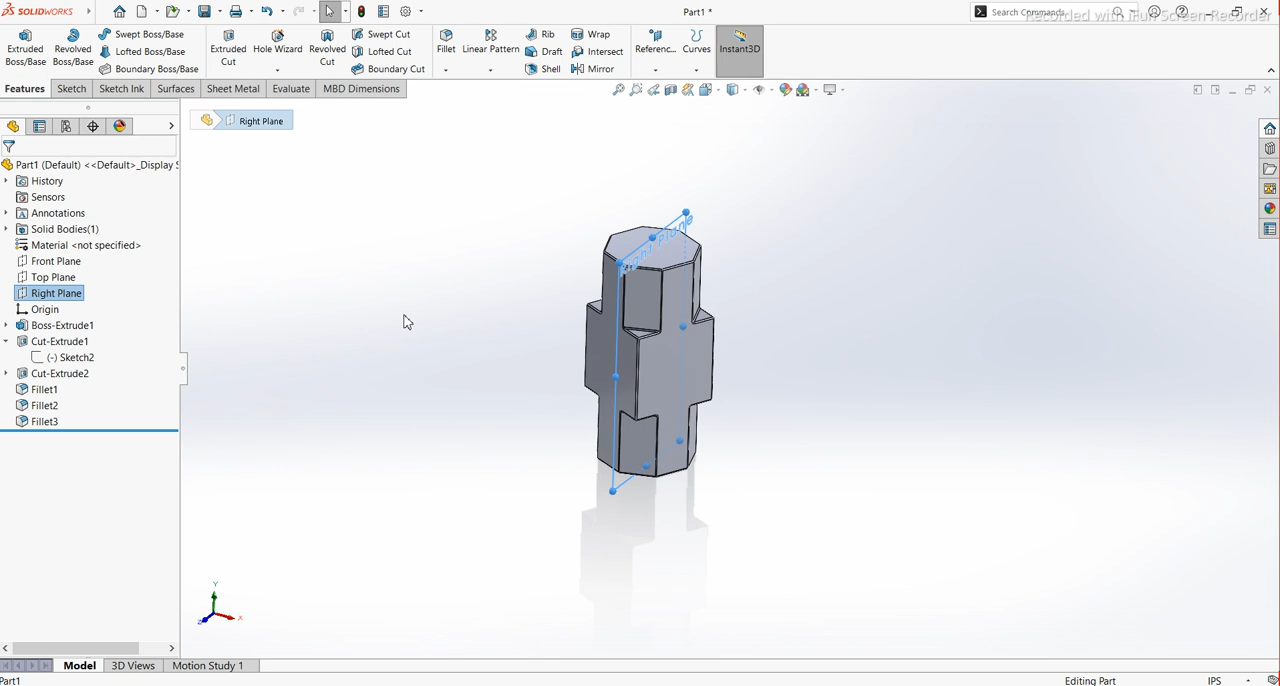 SOLIDWORKS
Part1 *
Search Commands
Recorded with iFun Screen Recorder
Extruded Boss/Base
Revolved Boss/Base
Swept Boss/Base
Lofted Boss/Base
Boundary Boss/Base
Extruded Cut
Hole Wizard
Revolved Cut
Swept Cut
Lofted Cut
Boundary Cut
Fillet
Linear Pattern
Rib
Draft
Shell
Wrap
Intersect
Mirror
Referenc...
Curves
Instant3D
Features
Sketch
Sketch Ink
Surfaces
Sheet Metal
Evaluate
MBD Dimensions
Right Plane
Part1 (Default) <<Default>_Display S
History
Sensors
Annotations
Solid Bodies(1)
Material <not specified>
Front Plane
Top Plane
Right Plane
Origin
Boss-Extrude1
Cut-Extrude1
(-) Sketch2
Cut-Extrude2
Fillet1
Fillet2
Fillet3
Right Plane
Y
X
Z
Model
3D Views
Motion Study 1
Part1
Editing Part
IPS